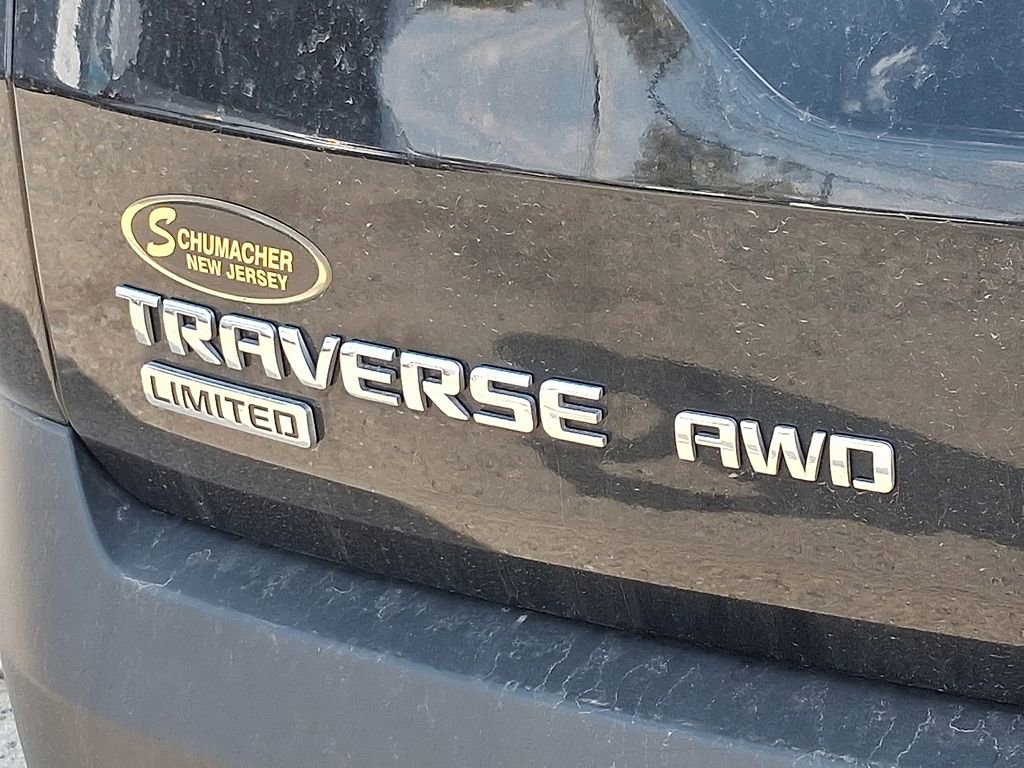 SCHUMACHER
NEW JERSEY
TRAVERSE AWD
LIMITED